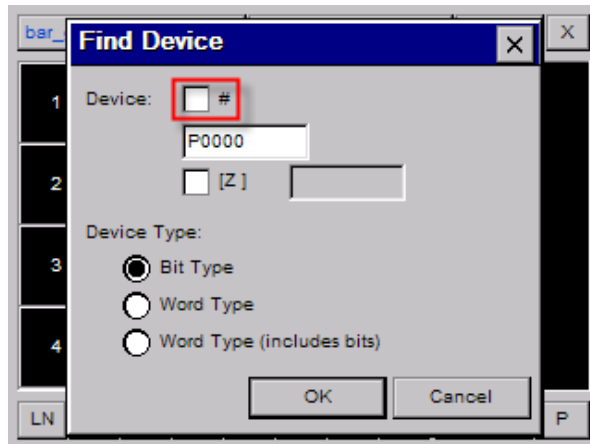 bar_
X
Find Device
1
Device: #
P0000
2
[Z ]
Device Type:
3
Bit Type
Word Type
4
Word Type (includes bits)
OK Cancel
LN P